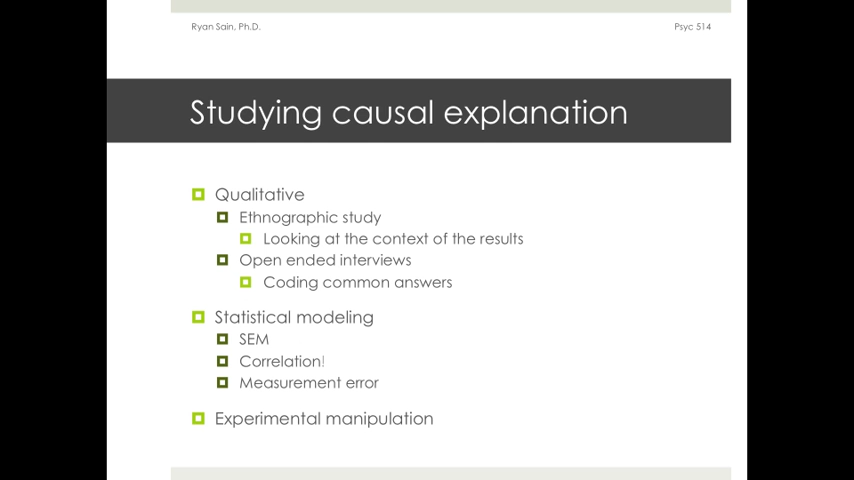 Ryan Sain, Ph.D.
Psyc 514
Studying causal explanation
Qualitative
Ethnographic study
Looking at the context of the results
Open ended interviews
Coding common answers
Statistical modeling
SEM
Correlation!
Measurement error
Experimental manipulation